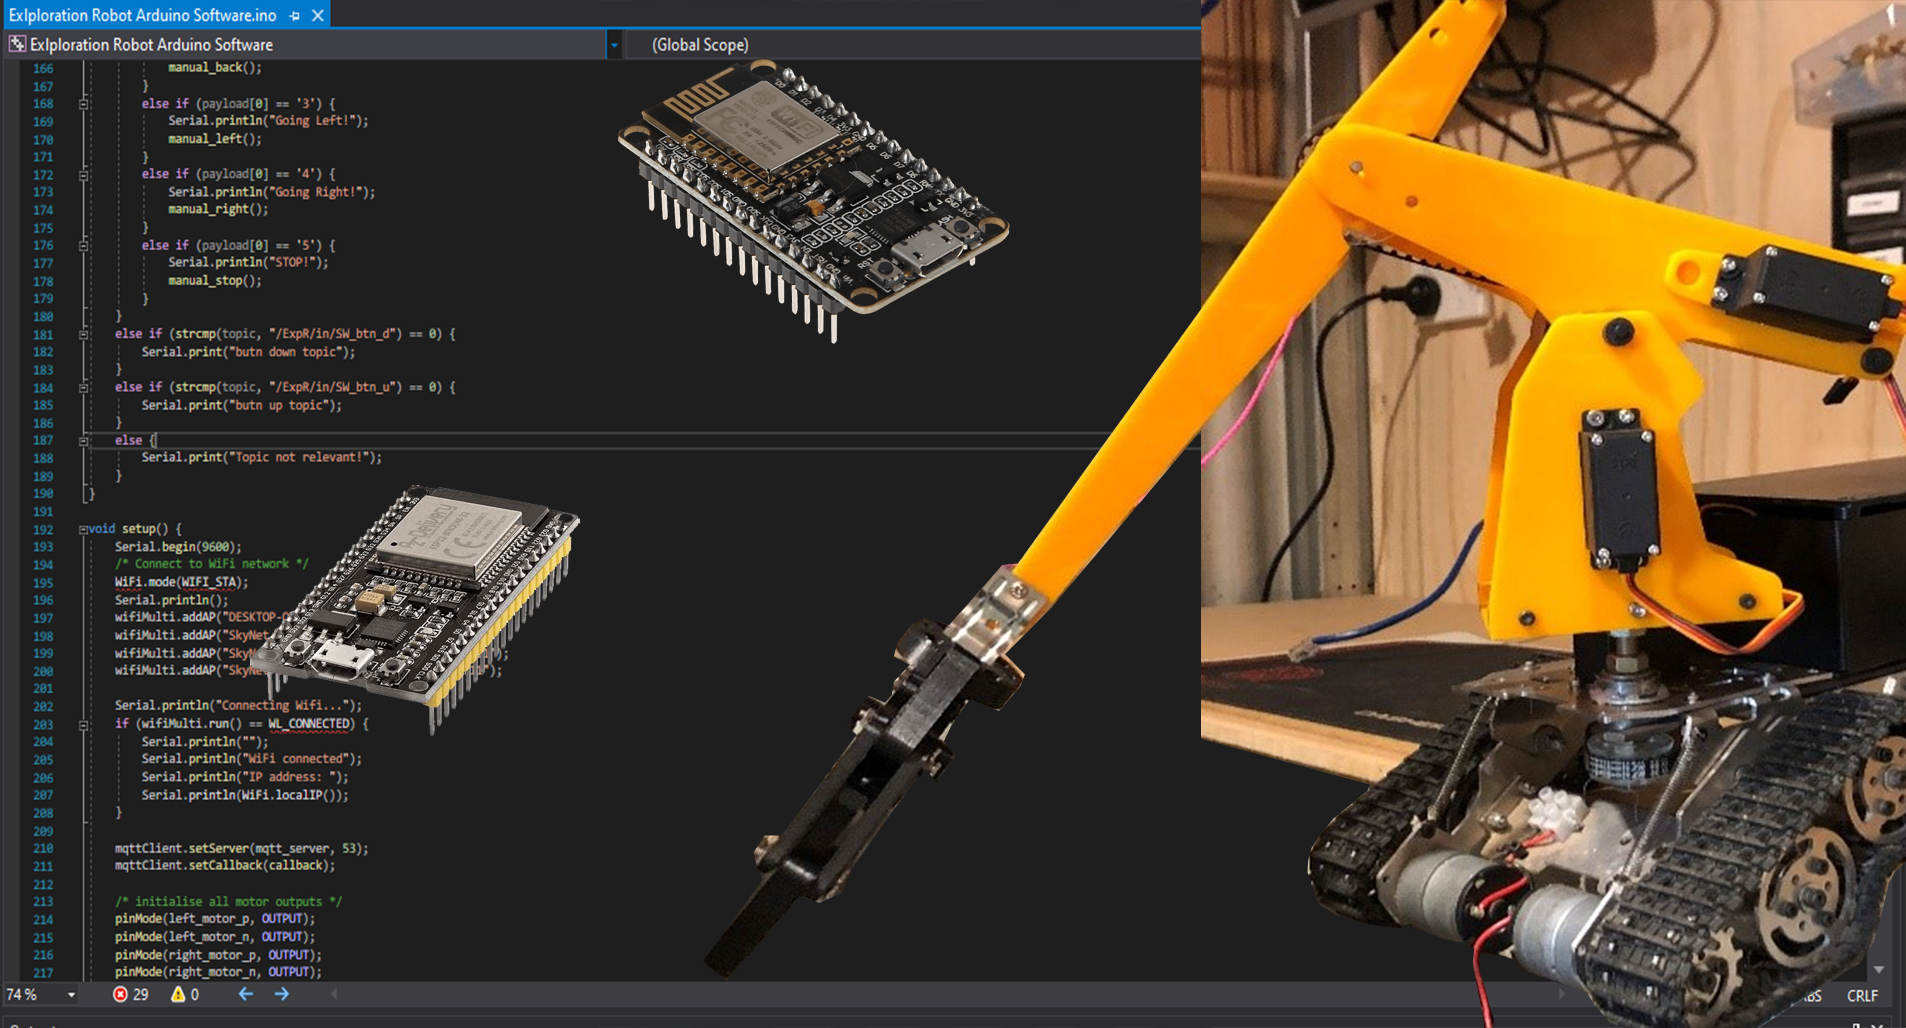 ExIploration Robot Arduino Software.ino
ExIploration Robot Arduino Software
(Global Scope)
166 manual_back();
167 }
168 else if (payload[0] == '3') {
169 Serial.println("Going Left!");
170 manual_left();
171 }
172 else if (payload[0] == '4') {
173 Serial.println("Going Right!");
174 manual_right();
175 }
176 else if (payload[0] == '5') {
177 Serial.println("STOP!");
178 manual_stop();
179 }
180 }
181 else if (strcmp(topic, "/ExpR/in/SW_btn_d") == 0) {
182 Serial.print("butn down topic");
183 }
184 else if (strcmp(topic, "/ExpR/in/SW_btn_u") == 0) {
185 Serial.print("butn up topic");
186 }
187 else {
188 Serial.print("Topic not relevant!");
189 }
190 }
191
192 void setup() {
193 Serial.begin(9600);
194 /* Connect to WiFi network */
195 WiFi.mode(WIFI_STA);
196 Serial.println();
197 wifiMulti.addAP("DESKTOP-
198 wifiMulti.addAP("SkyNet
199 wifiMulti.addAP("SkyN );
200 wifiMulti.addAP("SkyNe ");
201
202 Serial.println("Connecting Wifi...");
203 if (wifiMulti.run() == WL_CONNECTED) {
204 Serial.println("");
205 Serial.println("WiFi connected");
206 Serial.println("IP address: ");
207 Serial.println(WiFi.localIP());
208 }
209
210 mqttClient.setServer(mqtt_server, 53);
211 mqttClient.setCallback(callback);
212
213 /* initialise all motor outputs */
214 pinMode(left_motor_p, OUTPUT);
215 pinMode(left_motor_n, OUTPUT);
216 pinMode(right_motor_p, OUTPUT);
217 pinMode(right_motor_n, OUTPUT);
74 % 29 0
CRLF